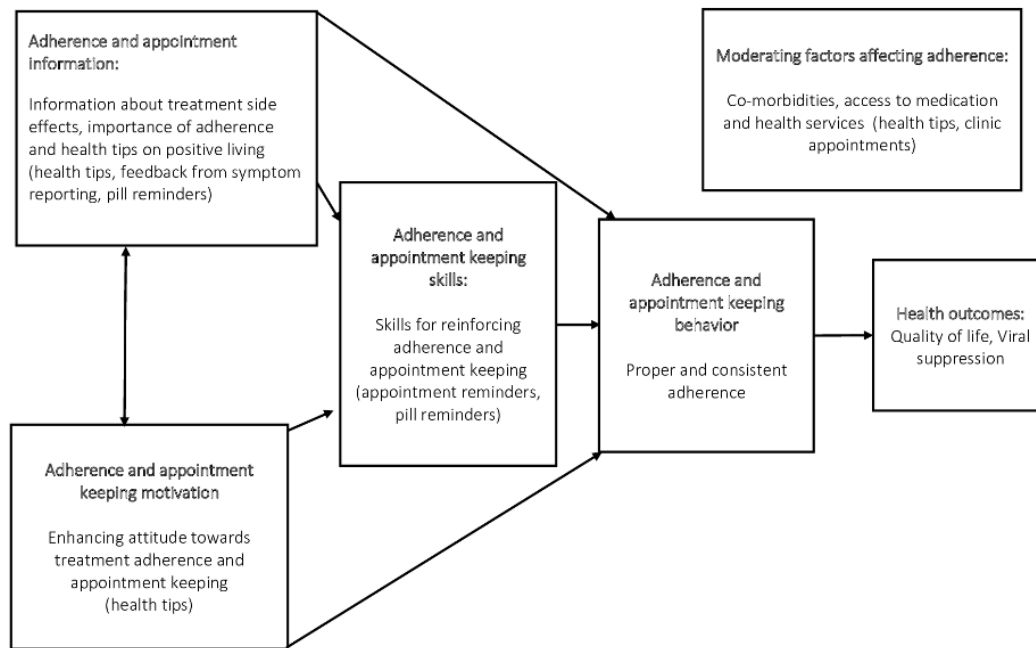 Adherence and appointment
information:
Information about treatment side
effects, importance of adherence
and health tips on positive living
(health tips, feedback from symptom
reporting, pill reminders)
Moderating factors affecting adherence:
Co-morbidities, access to medication
and health services (health tips, clinic
appointments)
Adherence and
appointment keeping
skills:
Skills for reinforcing
adherence and
appointment keeping
(appointment reminders,
pill reminders)
Adherence and
appointment keeping
behavior
Proper and consistent
adherence
Health outcomes:
Quality of life, Viral
suppression
Adherence and appointment
keeping motivation
Enhancing attitude towards
treatment adherence and
appointment keeping
(health tips)